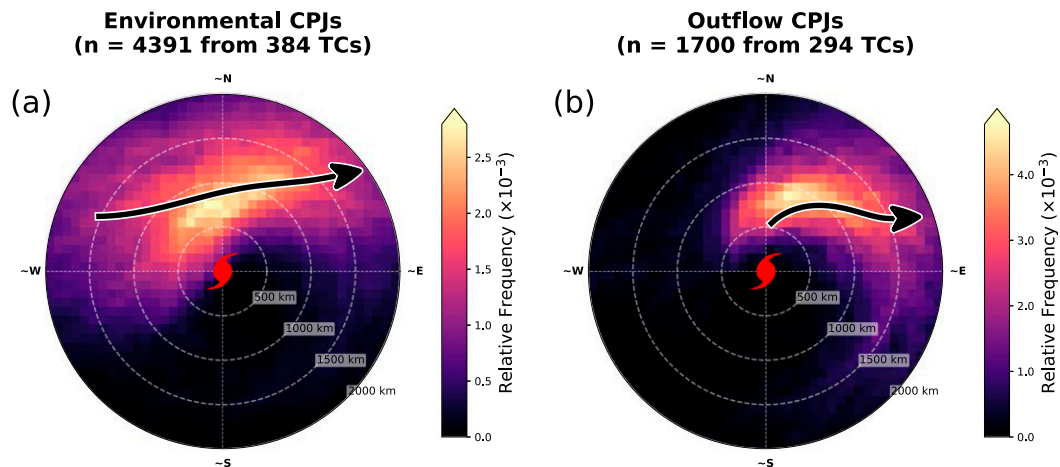 Environmental CPJs
(n = 4391 from 384 TCs)
(a)
~N
~W
~E
~S
500 km
1000 km
1500 km
2000 km
2.5
2.0
1.5
1.0
0.5
0.0
Relative Frequency (×10⁻³)
Outflow CPJs
(n = 1700 from 294 TCs)
(b)
~N
~W
~E
~S
500 km
1000 km
1500 km
2000 km
4.0
3.0
2.0
1.0
0.0
Relative Frequency (×10⁻³)